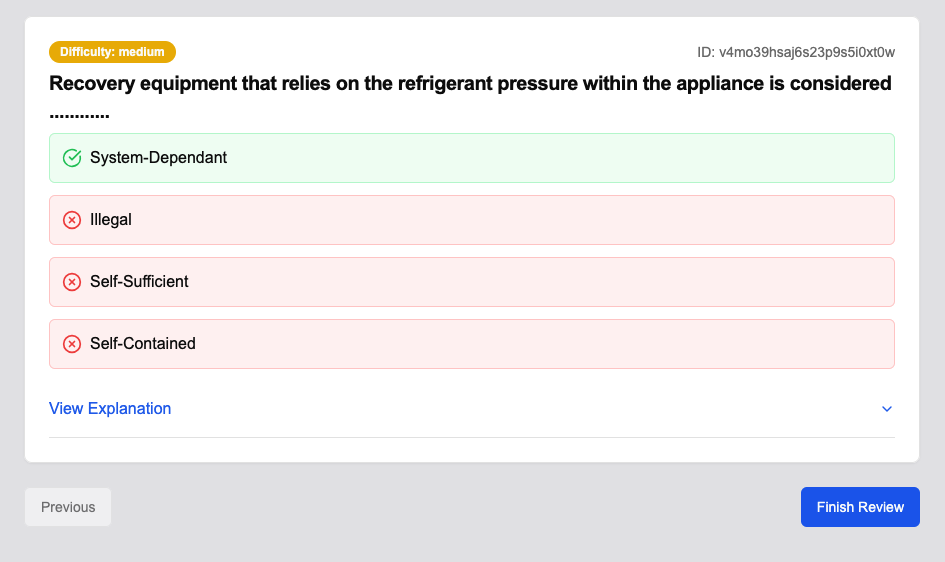 Difficulty: medium
ID: v4mo39hsaj6s23p9s5i0xt0w
Recovery equipment that relies on the refrigerant pressure within the appliance is considered
............
System-Dependant
Illegal
Self-Sufficient
Self-Contained
View Explanation
Previous
Finish Review